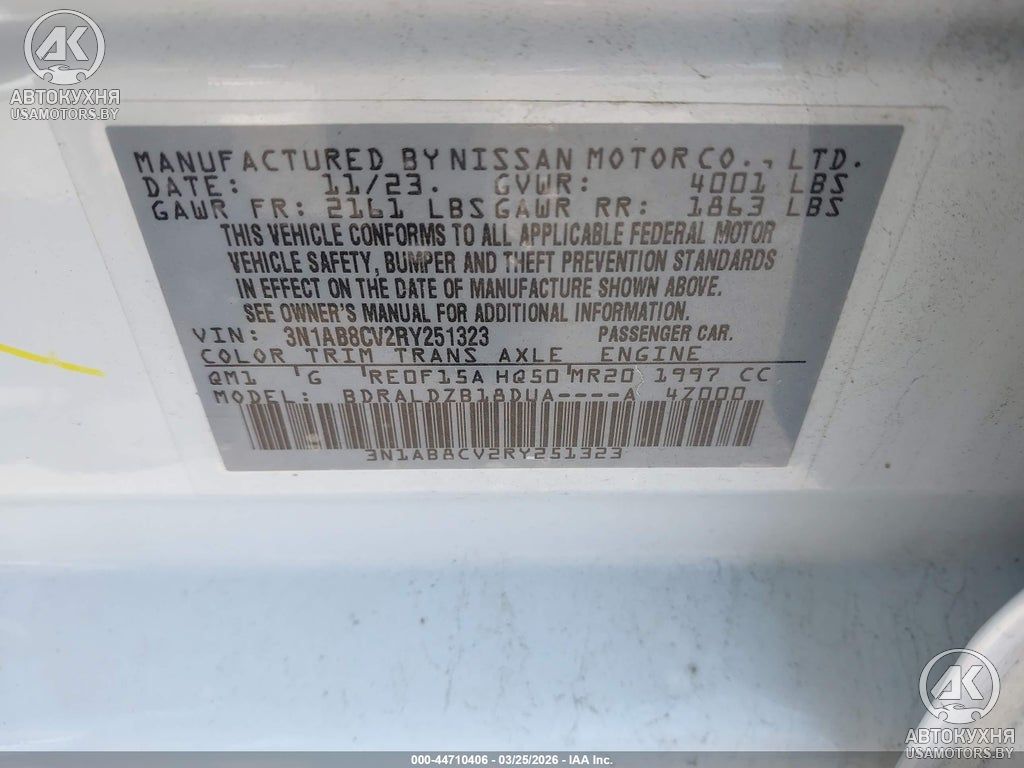 AK
АВТОКУХНЯ
USAMOTORS.BY
MANUFACTURED BY NISSAN MOTOR CO., LTD.
DATE: 11/23. GVWR: 4001 LBS
GAWR FR: 2161 LBS GAWR RR: 1863 LBS
THIS VEHICLE CONFORMS TO ALL APPLICABLE FEDERAL MOTOR
VEHICLE SAFETY, BUMPER AND THEFT PREVENTION STANDARDS
IN EFFECT ON THE DATE OF MANUFACTURE SHOWN ABOVE.
SEE OWNER'S MANUAL FOR ADDITIONAL INFORMATION.
VIN: 3N1AB8CV2RY251323 PASSENGER CAR.
COLOR TRIM TRANS AXLE ENGINE
QM1 G RE0F15A HQ50 MR20 1997 CC
MODEL: BDRALDZB18DUA----A 4Z000
3N1AB8CV2RY251323
AK
АВТОКУХНЯ
USAMOTORS.BY
000-44710406 - 03/25/2026 - IAA Inc.